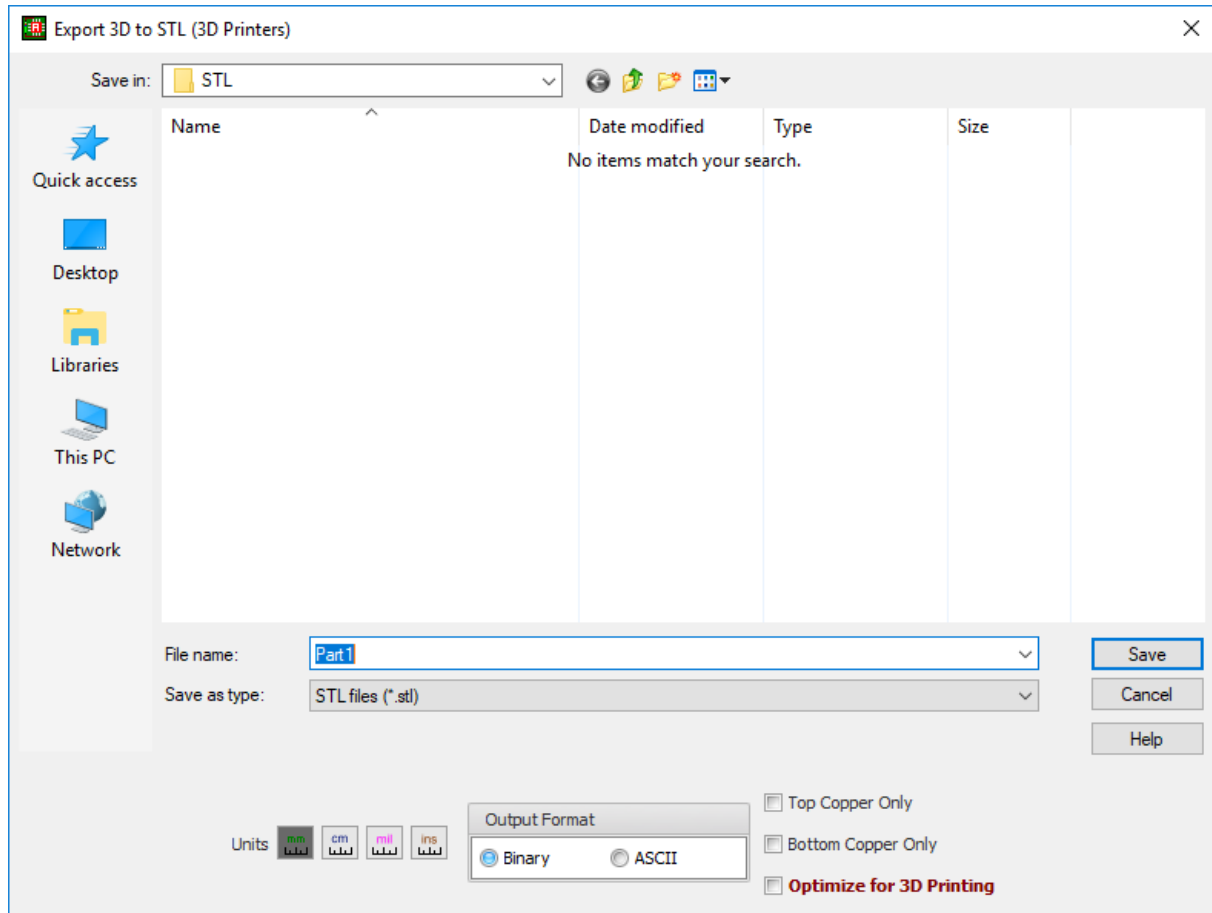 Export 3D to STL (3D Printers)
Save in:
STL
Name
Date modified
Type
Size
No items match your search.
Quick access
Desktop
Libraries
This PC
Network
File name:
Part1
Save
Save as type:
STL files (*.stl)
Cancel
Help
Top Copper Only
Output Format
Units
mm
cm
mil
ins
Bottom Copper Only
Binary
ASCII
Optimize for 3D Printing